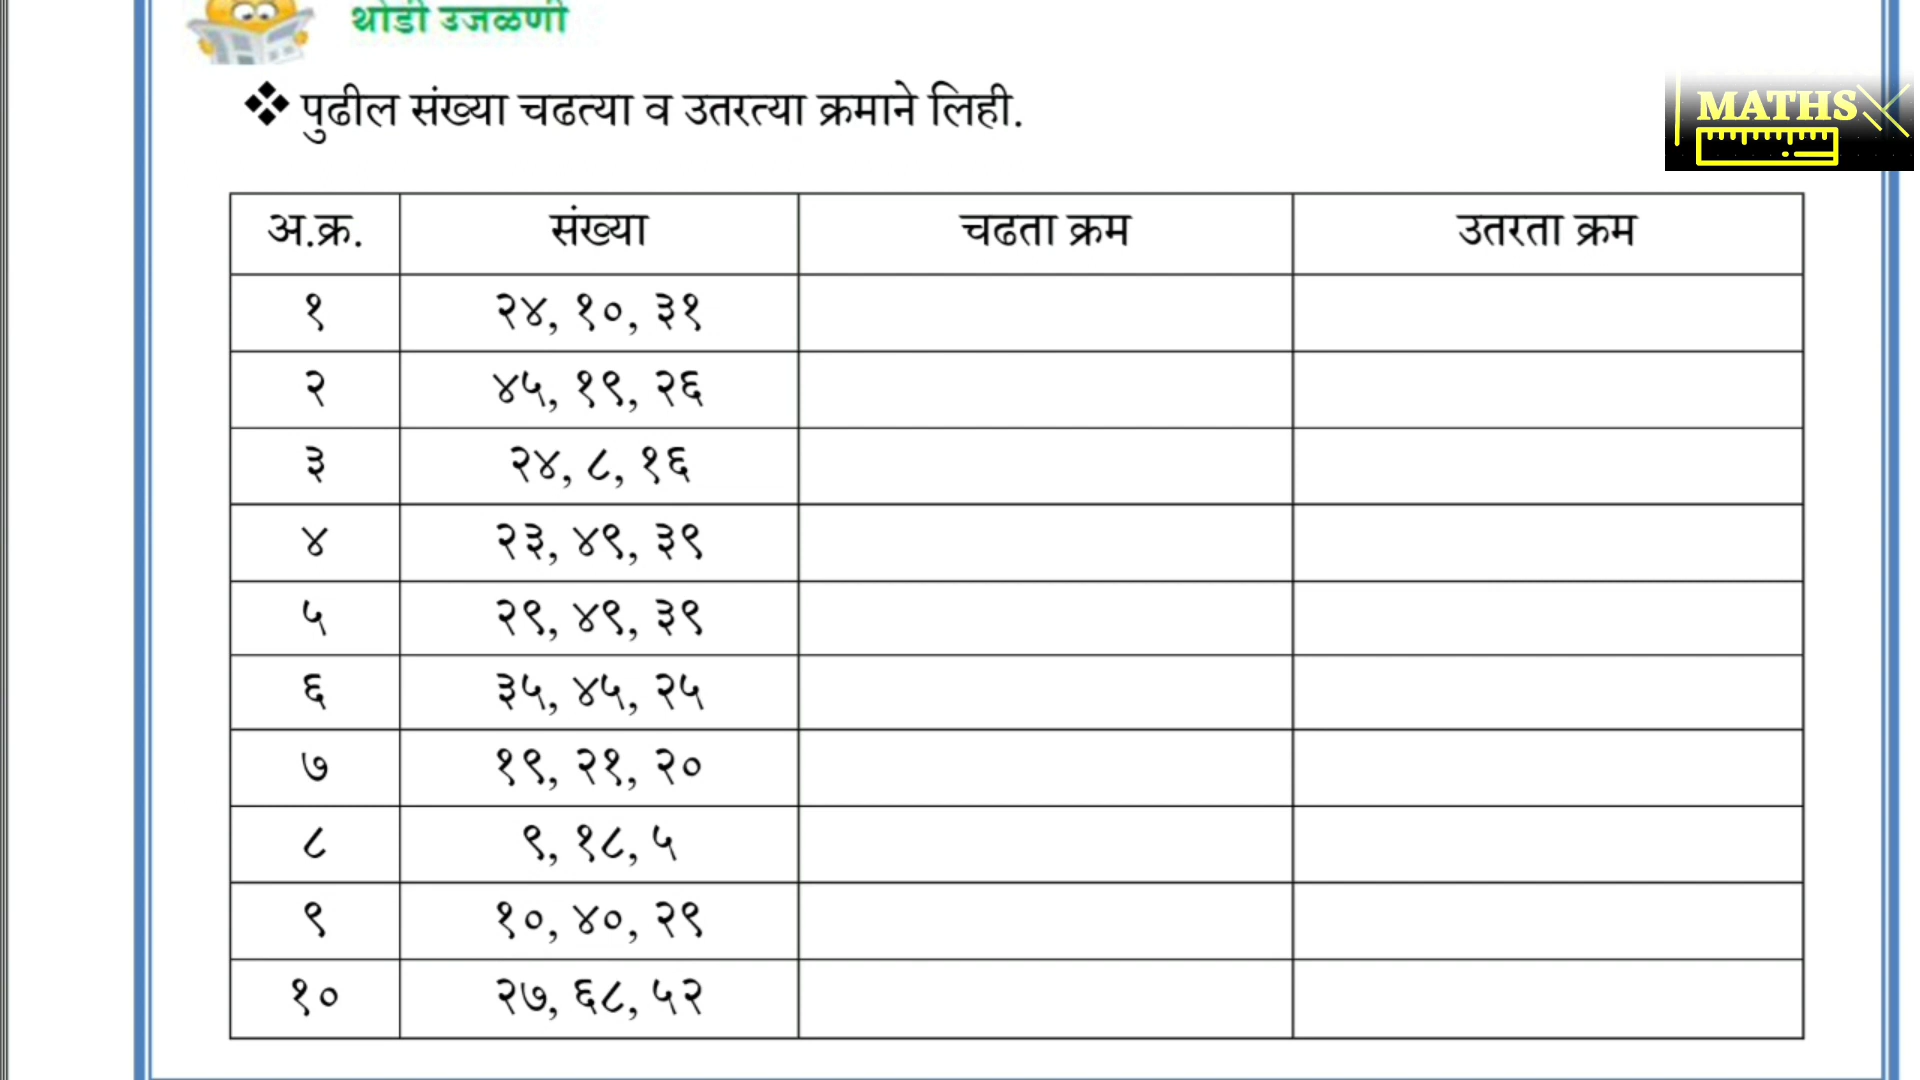 थोडी उजळणी
❖ पुढील संख्या चढत्या व उतरत्या क्रमाने लिही.
MATHS
अ.क्र. संख्या चढता क्रम उतरता क्रम
१ २४, १०, ३१
२ ४५, १९, २६
३ २४, ८, १६
४ २३, ४९, ३९
५ २९, ४९, ३९
६ ३५, ४५, २५
७ १९, २१, २०
८ ९, १८, ५
९ १०, ४०, २९
१० २७, ६८, ५२